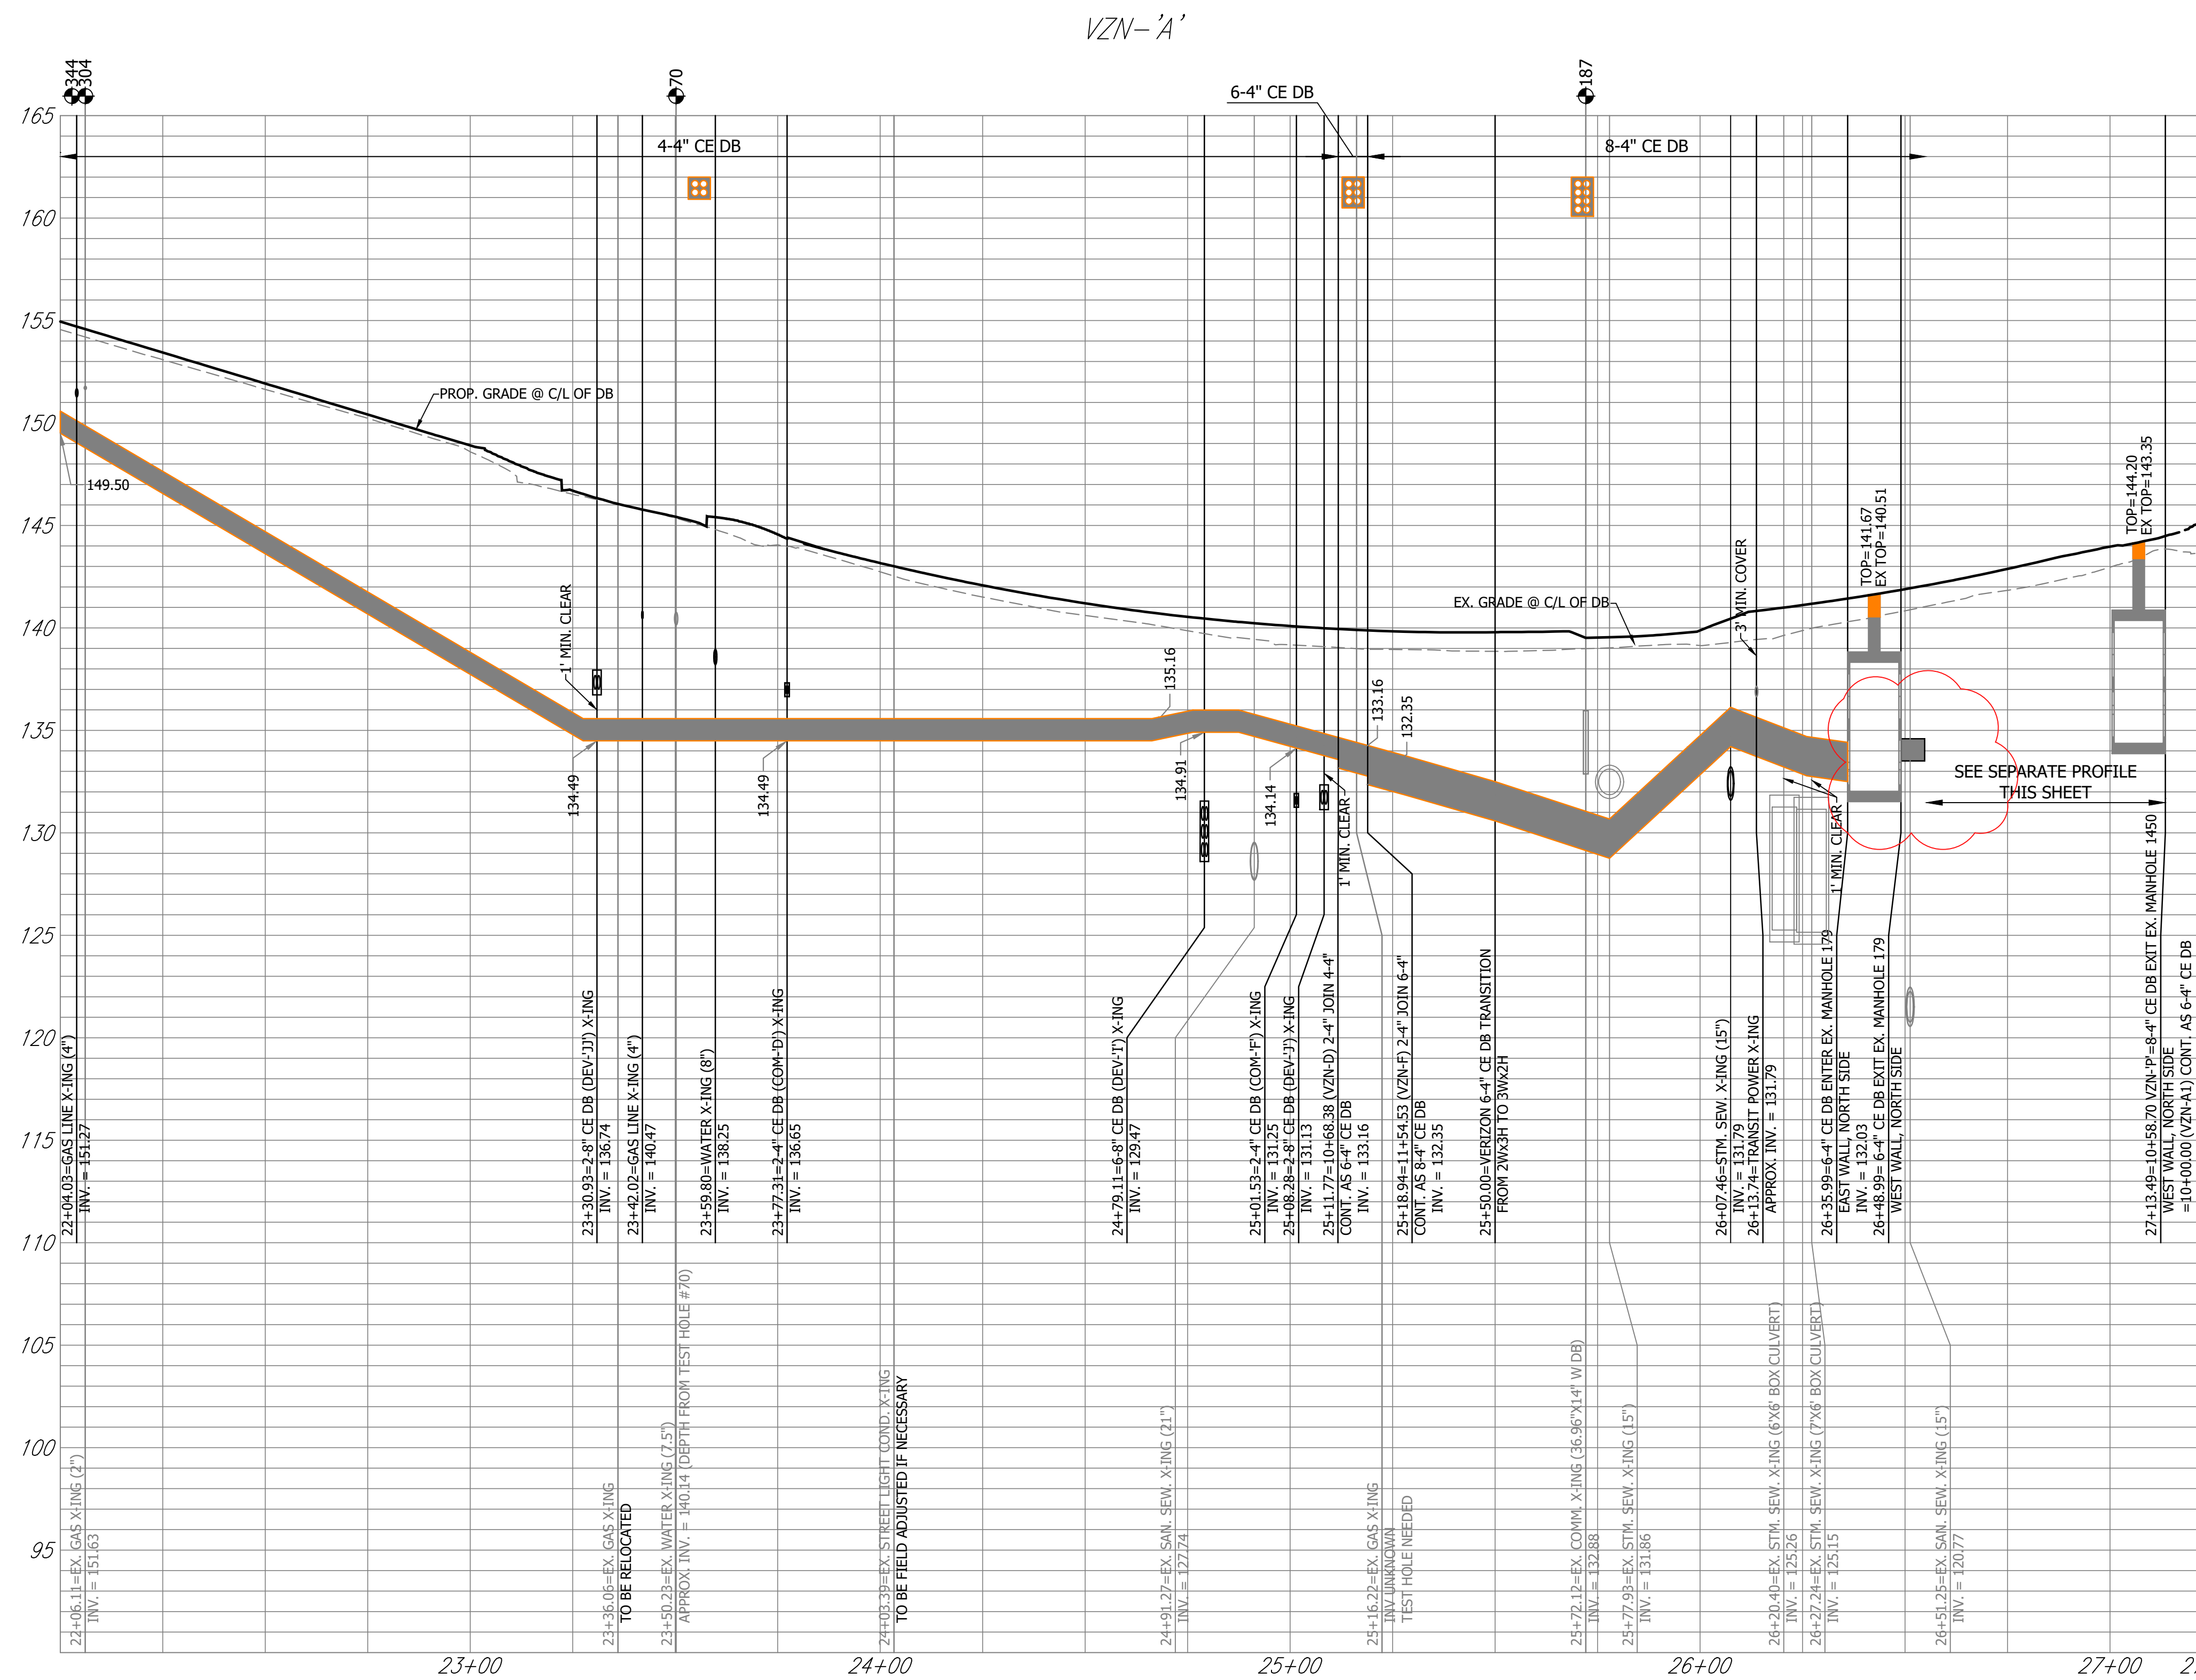 VZN-'A'
344
304
70
187
6-4" CE DB
4-4" CE DB
8-4" CE DB
165
160
155
150
145
140
135
130
125
120
115
110
105
100
95
PROP. GRADE @ C/L OF DB
149.50
1' MIN. CLEAR
134.49
134.49
135.16
134.91
134.14
1' MIN. CLEAR
133.16
132.35
EX. GRADE @ C/L OF DB
3' MIN. COVER
TOP=141.67
EX TOP=140.51
TOP=144.20
EX TOP=143.35
1' MIN. CLEAR
SEE SEPARATE PROFILE
THIS SHEET
22+04.03=GAS LINE X-ING (4")
INV. = 151.27
23+30.93=2-8" CE DB (DEV-'JJ') X-ING
INV. = 136.74
23+42.02=GAS LINE X-ING (4")
INV. = 140.47
23+59.80=WATER X-ING (8")
INV. = 138.25
23+77.31=2-4" CE DB (COM-'D') X-ING
INV. = 136.65
24+79.11=6-8" CE DB (DEV-'I') X-ING
INV. = 129.47
25+01.53=2-4" CE DB (COM-'F') X-ING
INV. = 131.25
25+08.28=2-8" CE DB (DEV-'J') X-ING
INV. = 131.13
25+11.77=10+68.38 (VZN-D) 2-4" JOIN 4-4"
CONT. AS 6-4" CE DB
INV. = 133.16
25+18.94=11+54.53 (VZN-F) 2-4" JOIN 6-4"
CONT. AS 8-4" CE DB
INV. = 132.35
25+50.00=VERIZON 6-4" CE DB TRANSITION
FROM 2Wx3H TO 3Wx2H
26+07.46=STM. SEW. X-ING (15")
INV. = 131.79
26+13.74=TRANSIT POWER X-ING
APPROX. INV. = 131.79
26+35.99=6-4" CE DB ENTER EX. MANHOLE 179
EAST WALL, NORTH SIDE
INV. = 132.03
26+48.99= 6-4" CE DB EXIT EX. MANHOLE 179
WEST WALL, NORTH SIDE
27+13.49=10+58.70 VZN-'P'=8-4" CE DB EXIT EX. MANHOLE 1450
WEST WALL, NORTH SIDE
=10+00.00 (VZN-A1) CONT. AS 6-4" CE DB
22+06.11=EX. GAS X-ING (2")
INV. = 151.63
23+36.06=EX. GAS X-ING
TO BE RELOCATED
23+50.23=EX. WATER X-ING (7.5")
APPROX. INV. = 140.14 (DEPTH FROM TEST HOLE #70)
24+03.39=EX. STREET LIGHT COND. X-ING
TO BE FIELD ADJUSTED IF NECESSARY
24+91.27=EX. SAN. SEW. X-ING (21")
INV. = 127.74
25+16.22=EX. GAS X-ING
INV UNKNOWN
TEST HOLE NEEDED
25+72.12=EX. COMM. X-ING (36.96"X14" W DB)
INV. = 132.88
25+77.93=EX. STM. SEW. X-ING (15")
INV. = 131.86
26+20.40=EX. STM. SEW. X-ING (6'X6' BOX CULVERT)
INV. = 125.26
26+27.24=EX. STM. SEW. X-ING (7'X6' BOX CULVERT)
INV. = 125.15
26+51.25=EX. SAN. SEW. X-ING (15")
INV. = 120.77
23+00
24+00
25+00
26+00
27+00